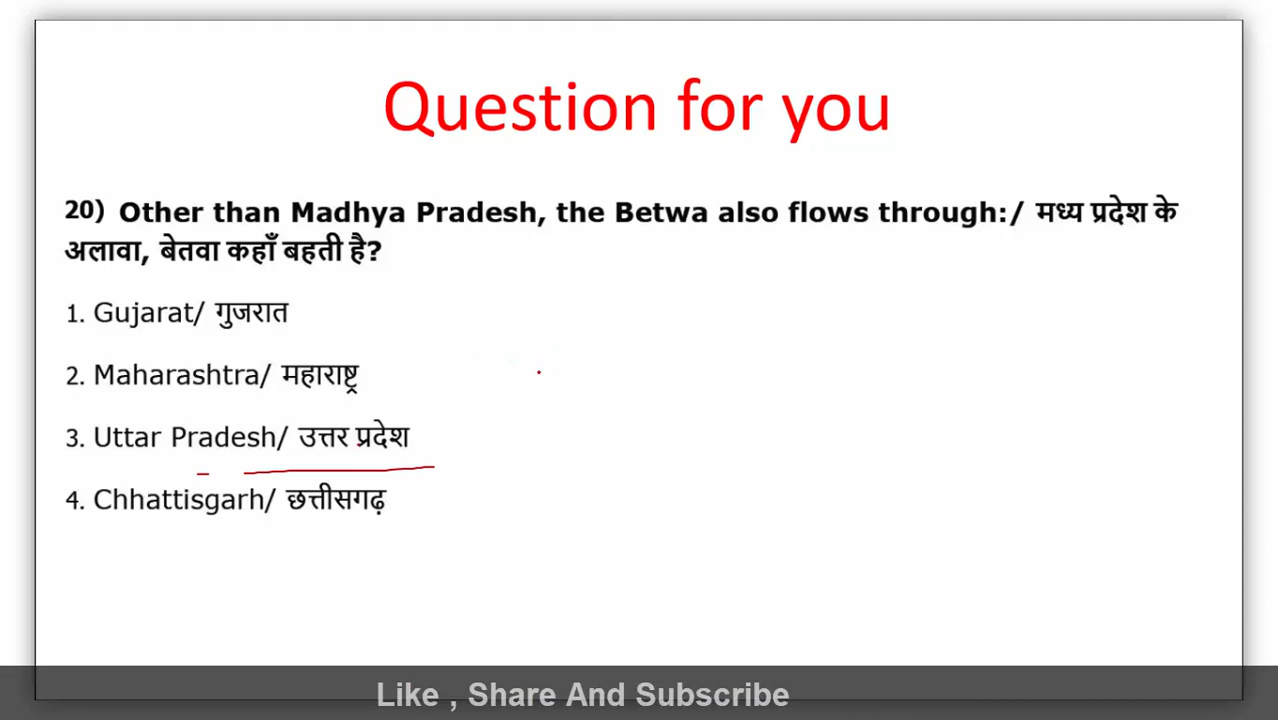 Question for you
20) Other than Madhya Pradesh, the Betwa also flows through:/ मध्य प्रदेश के
अलावा, बेतवा कहाँ बहती है?
1. Gujarat/ गुजरात
2. Maharashtra/ महाराष्ट्र
3. Uttar Pradesh/ उत्तर प्रदेश
4. Chhattisgarh/ छत्तीसगढ़
Like , Share And Subscribe